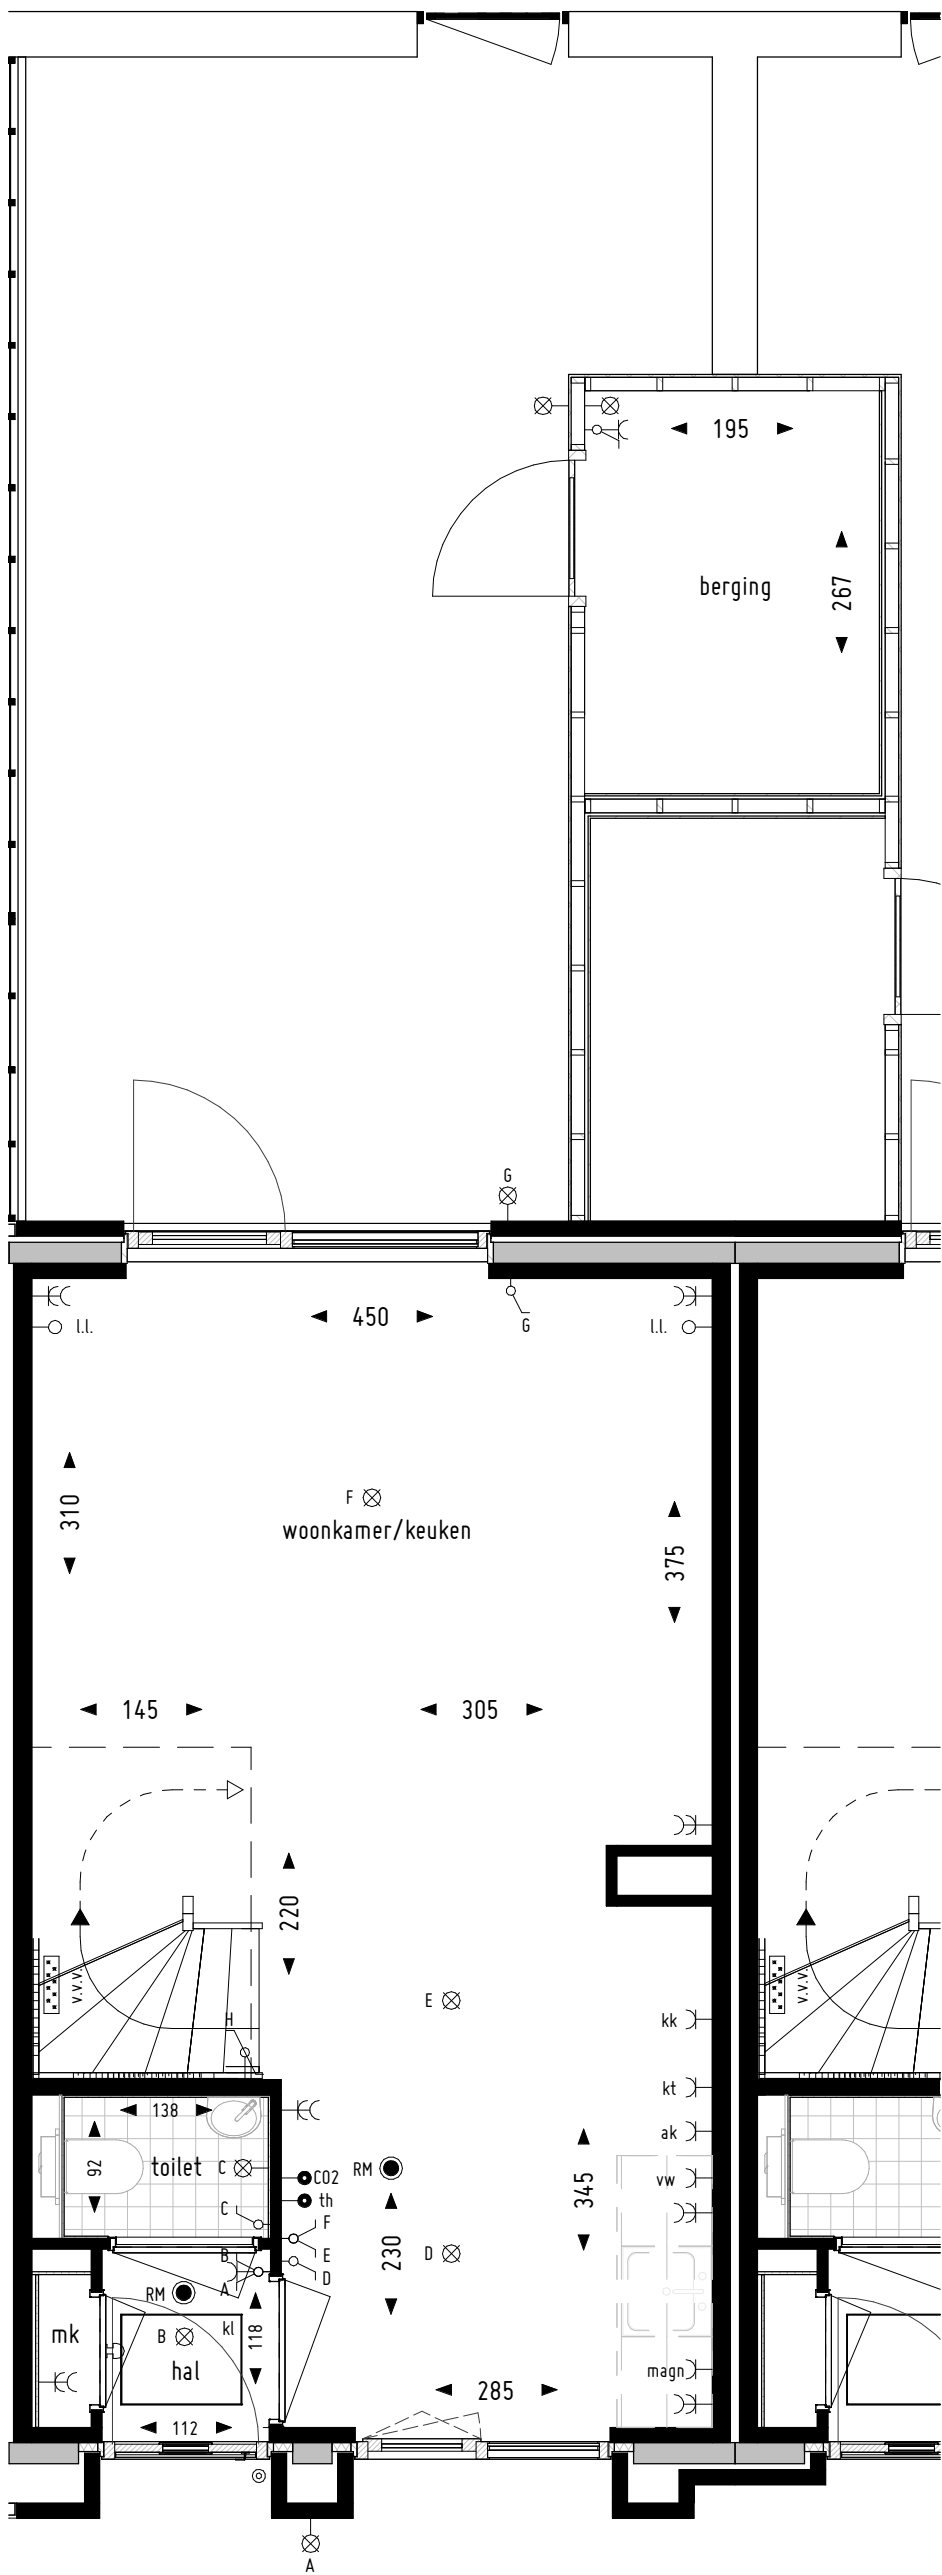 195
267
berging
G
450
G
l.l.
l.l.
310
F
woonkamer/keuken
375
145
305
220
v.v.v.
v.v.v.
E
H
kk
kt
138
ak
92
toilet
C
CO2
RM
vw
th
345
C
F
230
B
E
D
A
D
RM
kl
118
mk
B
hal
magn
285
112
A